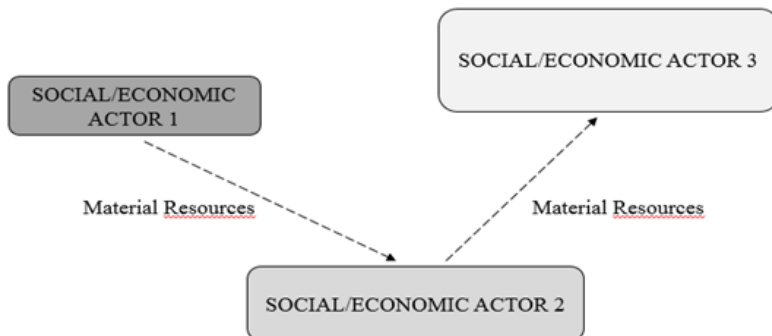 SOCIAL/ECONOMIC ACTOR 3
SOCIAL/ECONOMIC
ACTOR 1
Material Resources
Material Resources
SOCIAL/ECONOMIC ACTOR 2